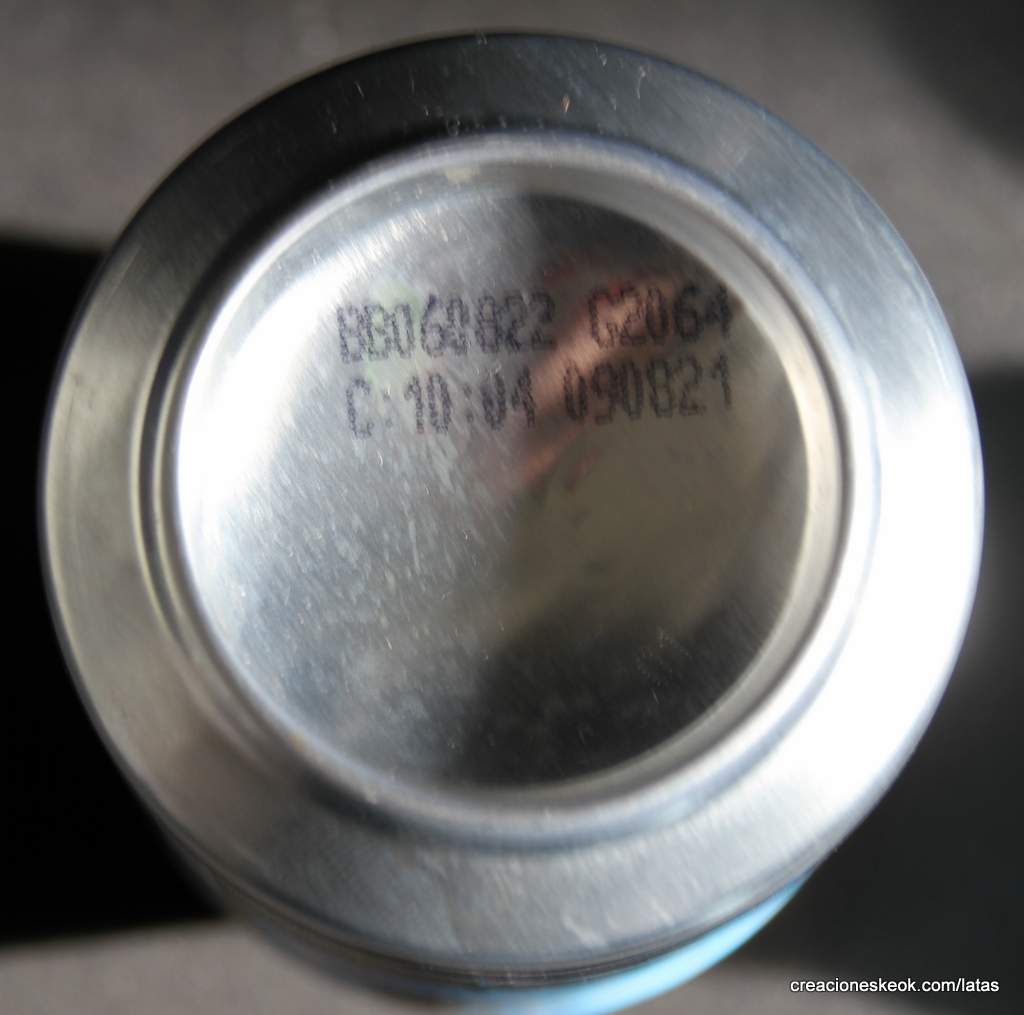 BB060822 G2064
C:10:04 090821
creacioneskeok.com/latas